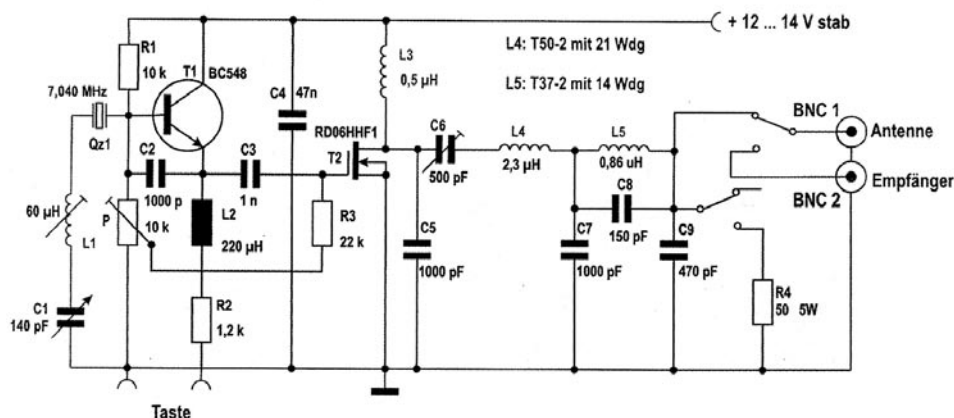 + 12 ... 14 V stab
R1
10 k
T1
BC548
7,040 MHz
Qz1
C2
1000 p
C3
1 n
C4
47n
L3
0,5 µH
L4: T50-2 mit 21 Wdg
L5: T37-2 mit 14 Wdg
RD06HHF1
T2
C6
500 pF
L4
2,3 µH
L5
0,86 uH
C8
150 pF
BNC 1
Antenne
Empfänger
BNC 2
60 µH
L1
P
10 k
L2
220 µH
R3
22 k
C5
1000 pF
C7
1000 pF
C9
470 pF
C1
140 pF
R2
1,2 k
R4
50 5W
Taste